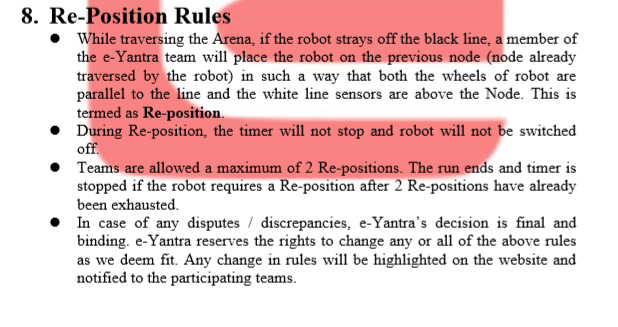 8. Re-Position Rules
● While traversing the Arena, if the robot strays off the black line, a member of
the e-Yantra team will place the robot on the previous node (node already
traversed by the robot) in such a way that both the wheels of robot are
parallel to the line and the white line sensors are above the Node. This is
termed as Re-position.
● During Re-position, the timer will not stop and robot will not be switched
off.
● Teams are allowed a maximum of 2 Re-positions. The run ends and timer is
stopped if the robot requires a Re-position after 2 Re-positions have already
been exhausted.
● In case of any disputes / discrepancies, e-Yantra's decision is final and
binding. e-Yantra reserves the rights to change any or all of the above rules
as we deem fit. Any change in rules will be highlighted on the website and
notified to the participating teams.